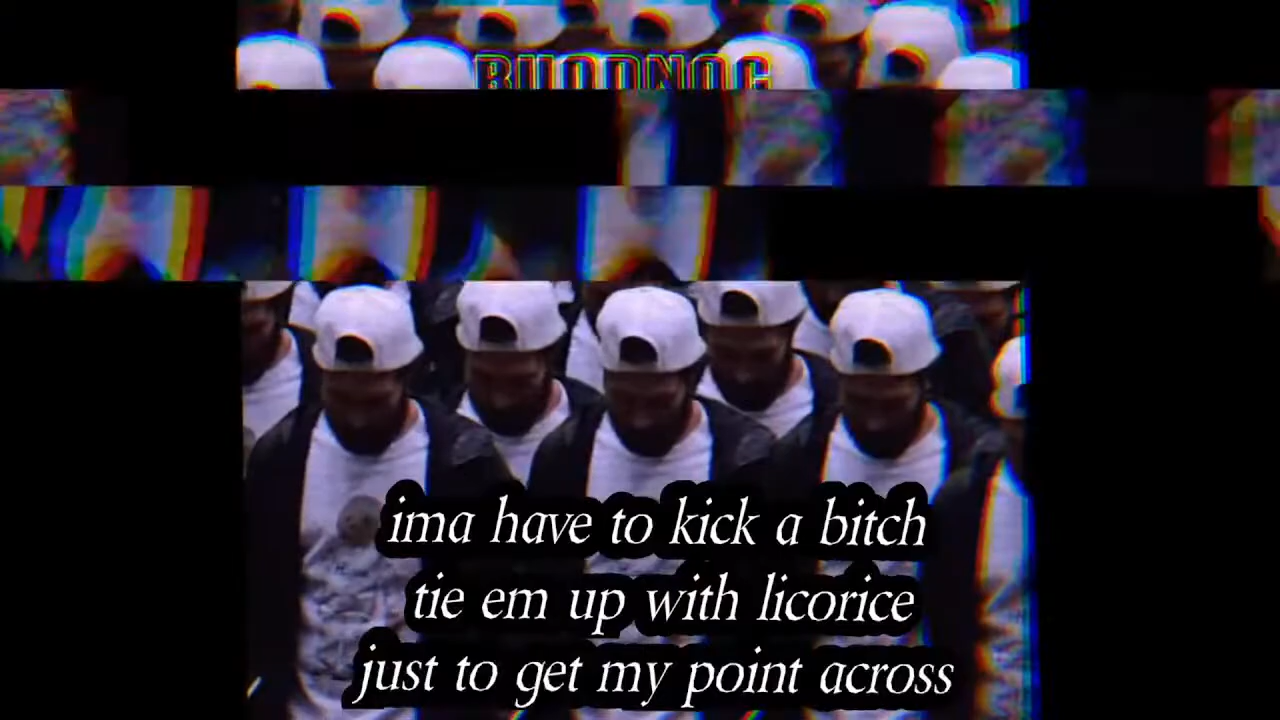 ima have to kick a bitch
tie em up with licorice
just to get my point across